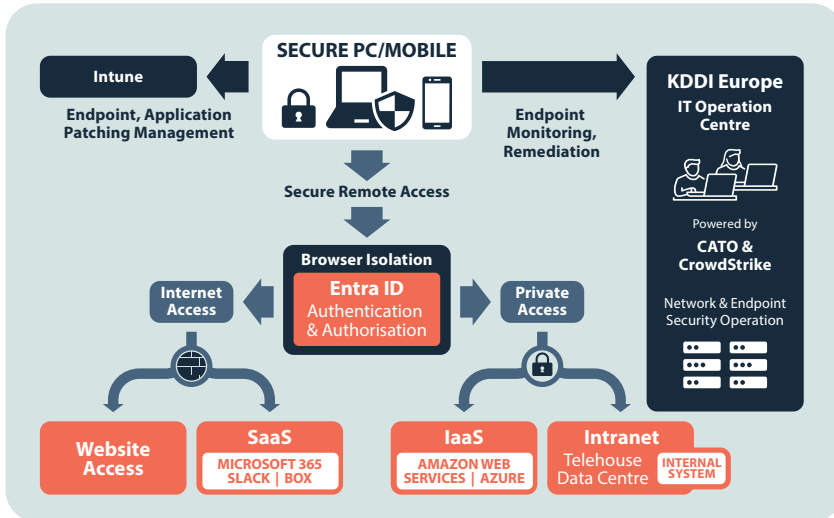 SECURE PC/MOBILE
Intune
Endpoint, Application
Patching Management
Endpoint
Monitoring,
Remediation
KDDI Europe
IT Operation
Centre
Powered by
CATO &
CrowdStrike
Network & Endpoint
Security Operation
Secure Remote Access
Browser Isolation
Entra ID
Authentication
& Authorisation
Internet
Access
Private
Access
Website
Access
SaaS
MICROSOFT 365
SLACK | BOX
IaaS
AMAZON WEB
SERVICES | AZURE
Intranet
Telehouse
Data Centre
INTERNAL
SYSTEM